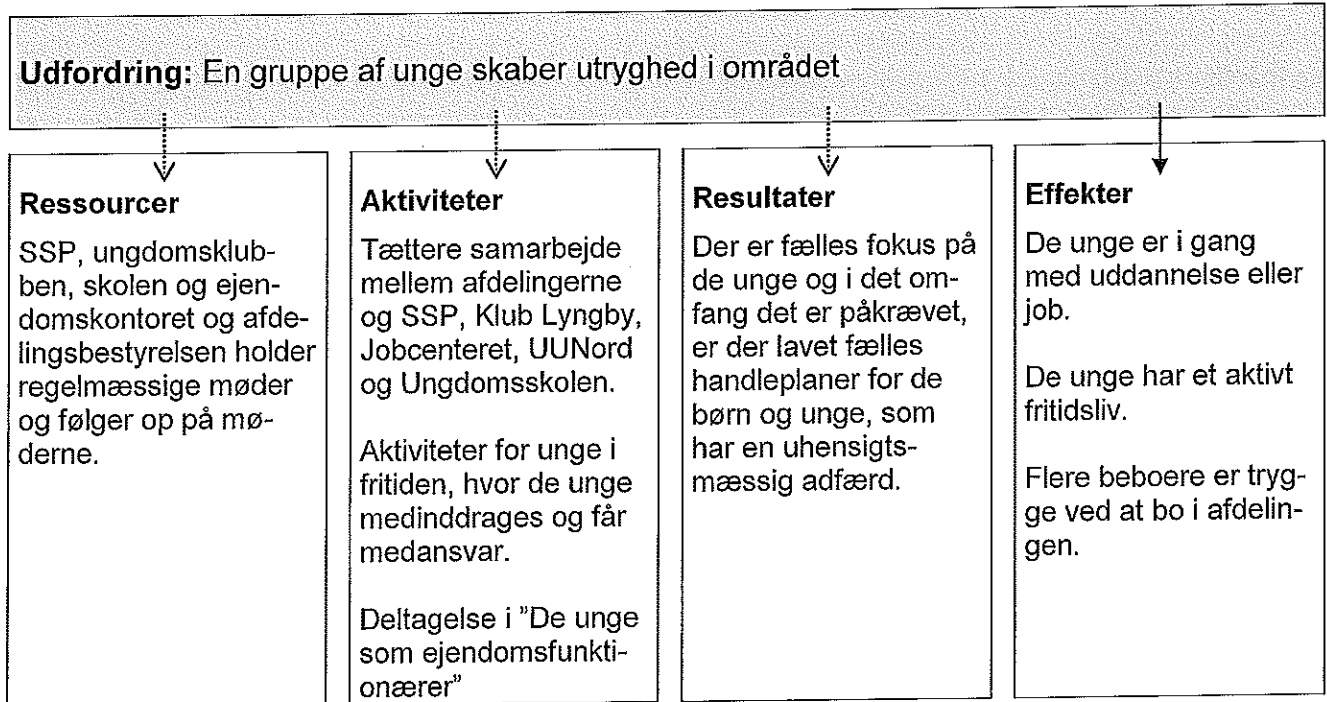 Udfordring: En gruppe af unge skaber utryghed i området
Ressourcer
SSP, ungdomsklub-
ben, skolen og ejen-
domskontoret og afde-
lingsbestyrelsen holder
regelmæssige møder
og følger op på mø-
derne.
Aktiviteter
Tættere samarbejde
mellem afdelingerne
og SSP, Klub Lyngby,
Jobcenteret, UUNord
og Ungdomsskolen.
Aktiviteter for unge i
fritiden, hvor de unge
medinddrages og får
medansvar.
Deltagelse i ”De unge
som ejendomsfunkti-
onærer”
Resultater
Der er fælles fokus på
de unge og i det om-
fang det er påkrævet,
er der lavet fælles
handleplaner for de
børn og unge, som
har en uhensigts-
mæssig adfærd.
Effekter
De unge er i gang
med uddannelse eller
job.
De unge har et aktivt
fritidsliv.
Flere beboere er tryg-
ge ved at bo i afdelin-
gen.